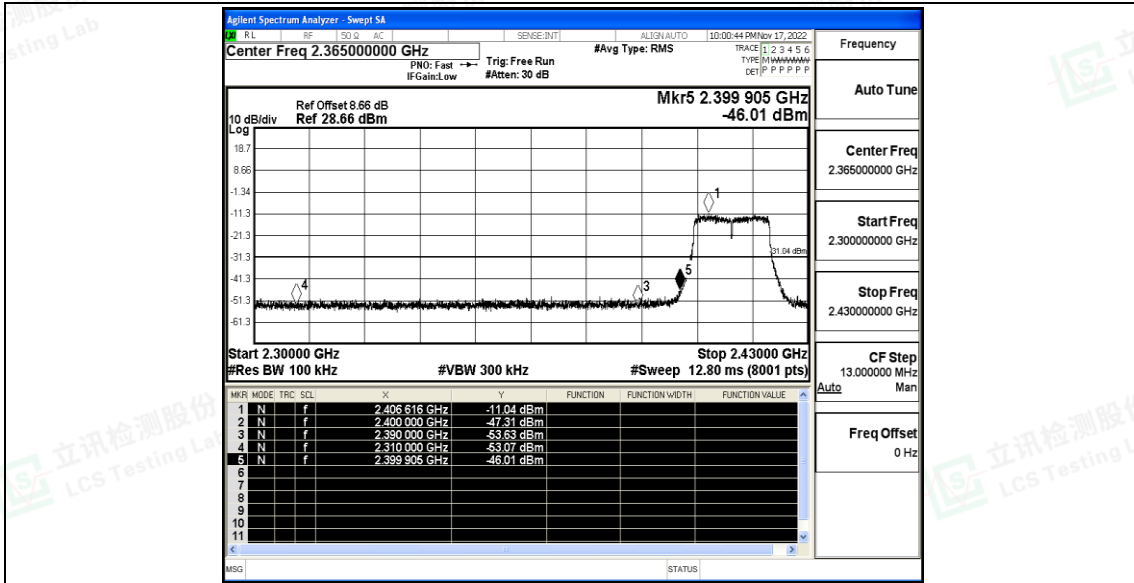 Agilent Spectrum Analyzer - Swept SA
LXI RL RF 50 Ω AC SENSE:INT ALIGNAUTO 10:00:44 PMNov 17, 2022
Center Freq 2.365000000 GHz #Avg Type: RMS TRACE 1 2 3 4 5 6
PNO: Fast Trig: Free Run TYPE MWWWWW
IFGain:Low #Atten: 30 dB DET P P P P P P
Ref Offset 8.66 dB Mkr5 2.399 905 GHz
10 dB/div Ref 28.66 dBm -46.01 dBm
Log
18.7
8.66
-1.34
-11.3
-21.3
-31.3
-41.3
-51.3
-61.3
1
31.04 dBm
5
4
3
Start 2.30000 GHz Stop 2.43000 GHz
#Res BW 100 kHz #VBW 300 kHz #Sweep 12.80 ms (8001 pts)
MKR MODE TRC SCL X Y FUNCTION FUNCTION WIDTH FUNCTION VALUE
1 N f 2.406 616 GHz -11.04 dBm
2 N f 2.400 000 GHz -47.31 dBm
3 N f 2.390 000 GHz -53.63 dBm
4 N f 2.310 000 GHz -53.07 dBm
5 N f 2.399 905 GHz -46.01 dBm
6
7
8
9
10
11
MSG STATUS
Frequency
Auto Tune
Center Freq
2.365000000 GHz
Start Freq
2.300000000 GHz
Stop Freq
2.430000000 GHz
CF Step
13.000000 MHz
Auto Man
Freq Offset
0 Hz
立讯检测股份
LCS Testing Lab